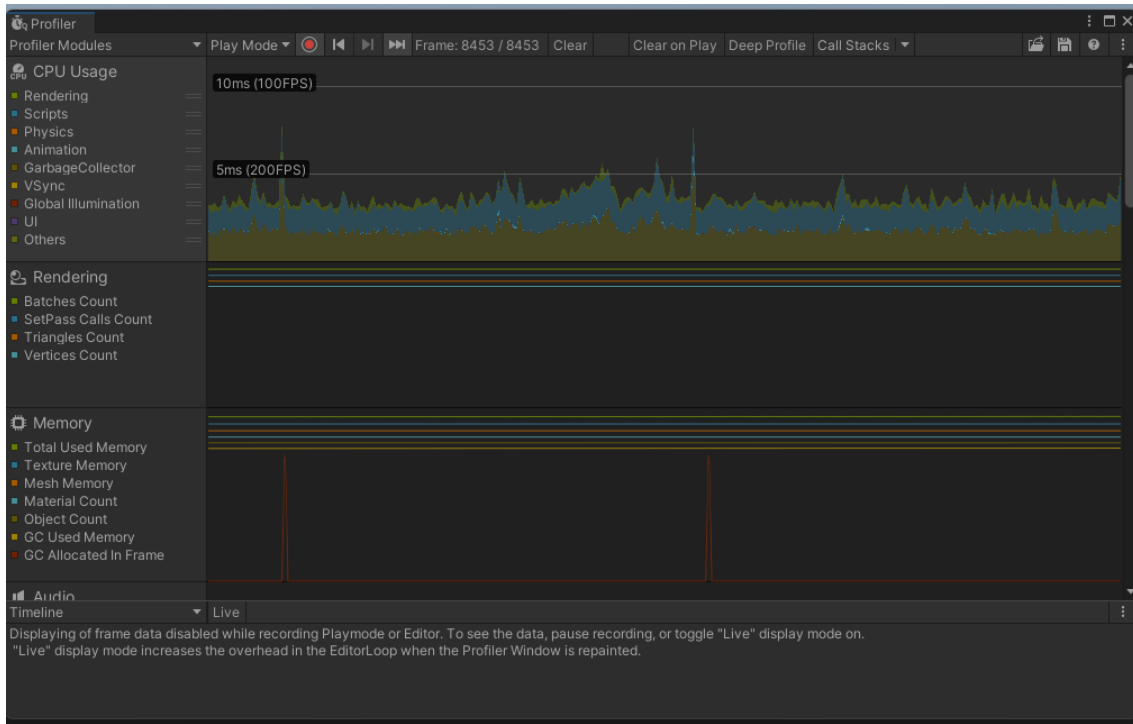 Profiler
Profiler Modules Play Mode Frame: 8453 / 8453 Clear Clear on Play Deep Profile Call Stacks
CPU Usage
Rendering
Scripts
Physics
Animation
GarbageCollector
VSync
Global Illumination
UI
Others
10ms (100FPS)
5ms (200FPS)
Rendering
Batches Count
SetPass Calls Count
Triangles Count
Vertices Count
Memory
Total Used Memory
Texture Memory
Mesh Memory
Material Count
Object Count
GC Used Memory
GC Allocated In Frame
Audio
Timeline Live
Displaying of frame data disabled while recording Playmode or Editor. To see the data, pause recording, or toggle "Live" display mode on.
"Live" display mode increases the overhead in the EditorLoop when the Profiler Window is repainted.